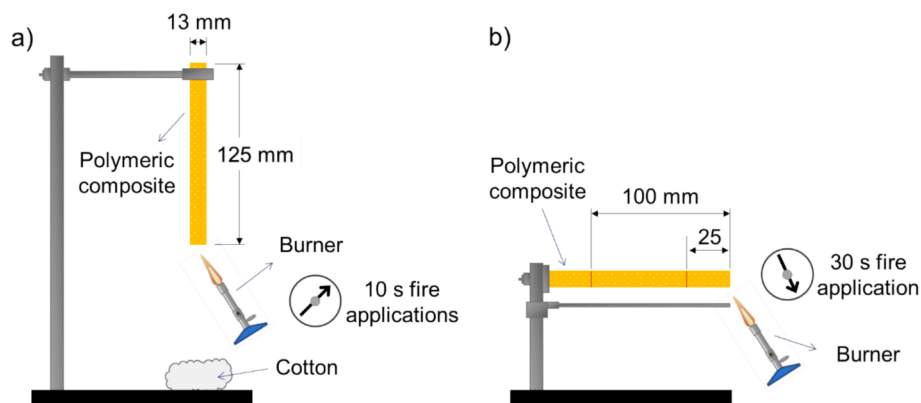 a)
13 mm
Polymeric
composite
125 mm
Burner
10 s fire
applications
Cotton
b)
Polymeric
composite
100 mm
25
30 s fire
application
Burner